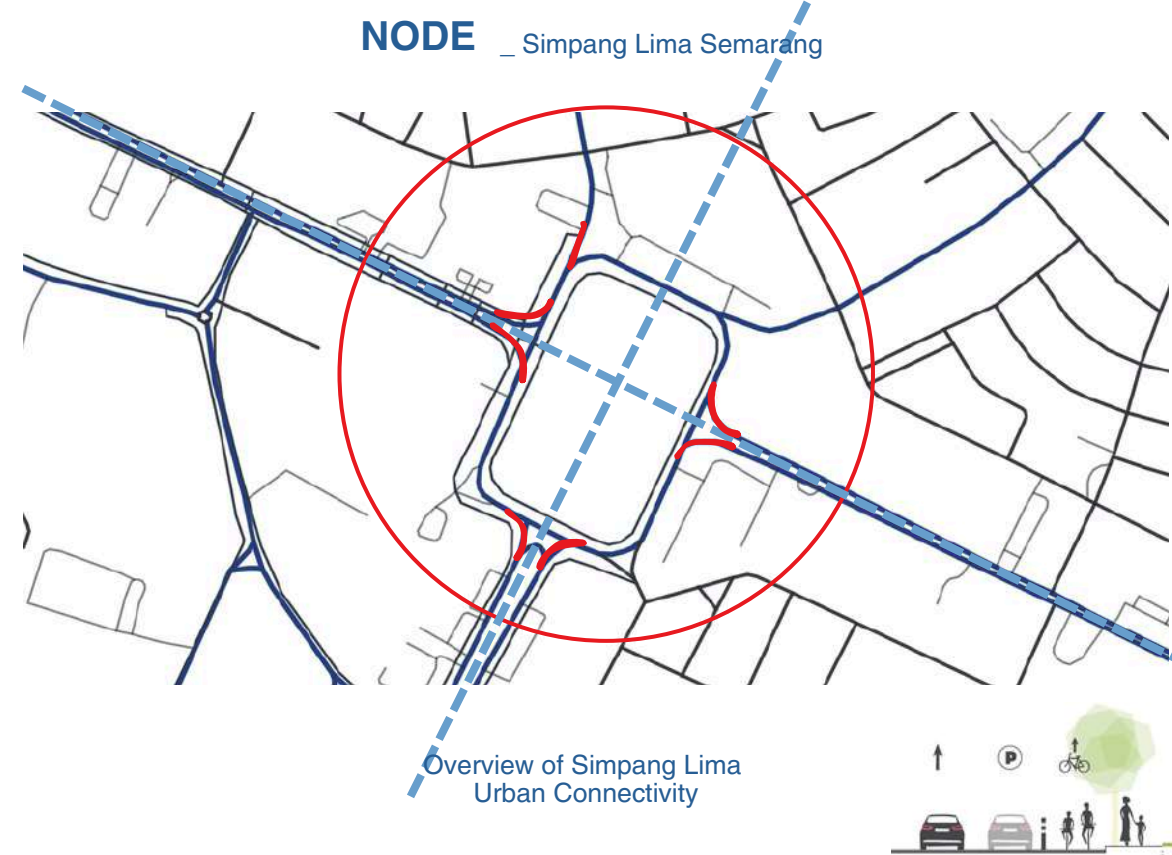 NODE _ Simpang Lima Semarang
Overview of Simpang Lima
Urban Connectivity
P